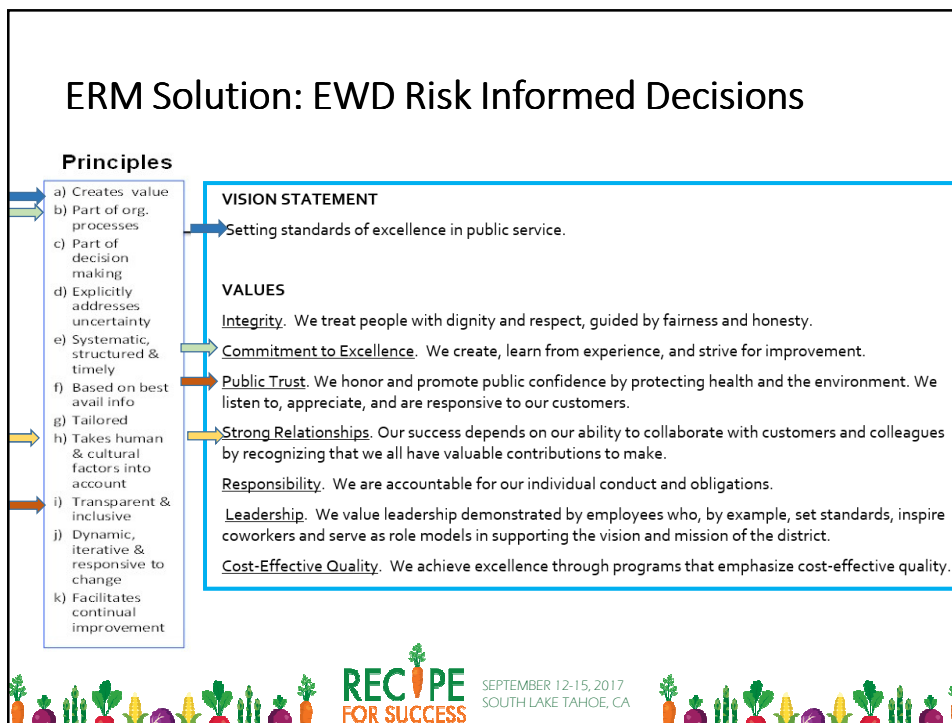 ERM Solution: EWD Risk Informed Decisions
Principles
a) Creates value
b) Part of org.
processes
c) Part of
decision
making
d) Explicitly
addresses
uncertainty
e) Systematic,
structured &
timely
f) Based on best
avail info
g) Tailored
h) Takes human
& cultural
factors into
account
i) Transparent &
inclusive
j) Dynamic,
iterative &
responsive to
change
k) Facilitates
continual
improvement
VISION STATEMENT
Setting standards of excellence in public service.
VALUES
Integrity. We treat people with dignity and respect, guided by fairness and honesty.
Commitment to Excellence. We create, learn from experience, and strive for improvement.
Public Trust. We honor and promote public confidence by protecting health and the environment. We
listen to, appreciate, and are responsive to our customers.
Strong Relationships. Our success depends on our ability to collaborate with customers and colleagues
by recognizing that we all have valuable contributions to make.
Responsibility. We are accountable for our individual conduct and obligations.
Leadership. We value leadership demonstrated by employees who, by example, set standards, inspire
coworkers and serve as role models in supporting the vision and mission of the district.
Cost-Effective Quality. We achieve excellence through programs that emphasize cost-effective quality.
RECIPE
FOR SUCCESS
SEPTEMBER 12-15, 2017
SOUTH LAKE TAHOE, CA